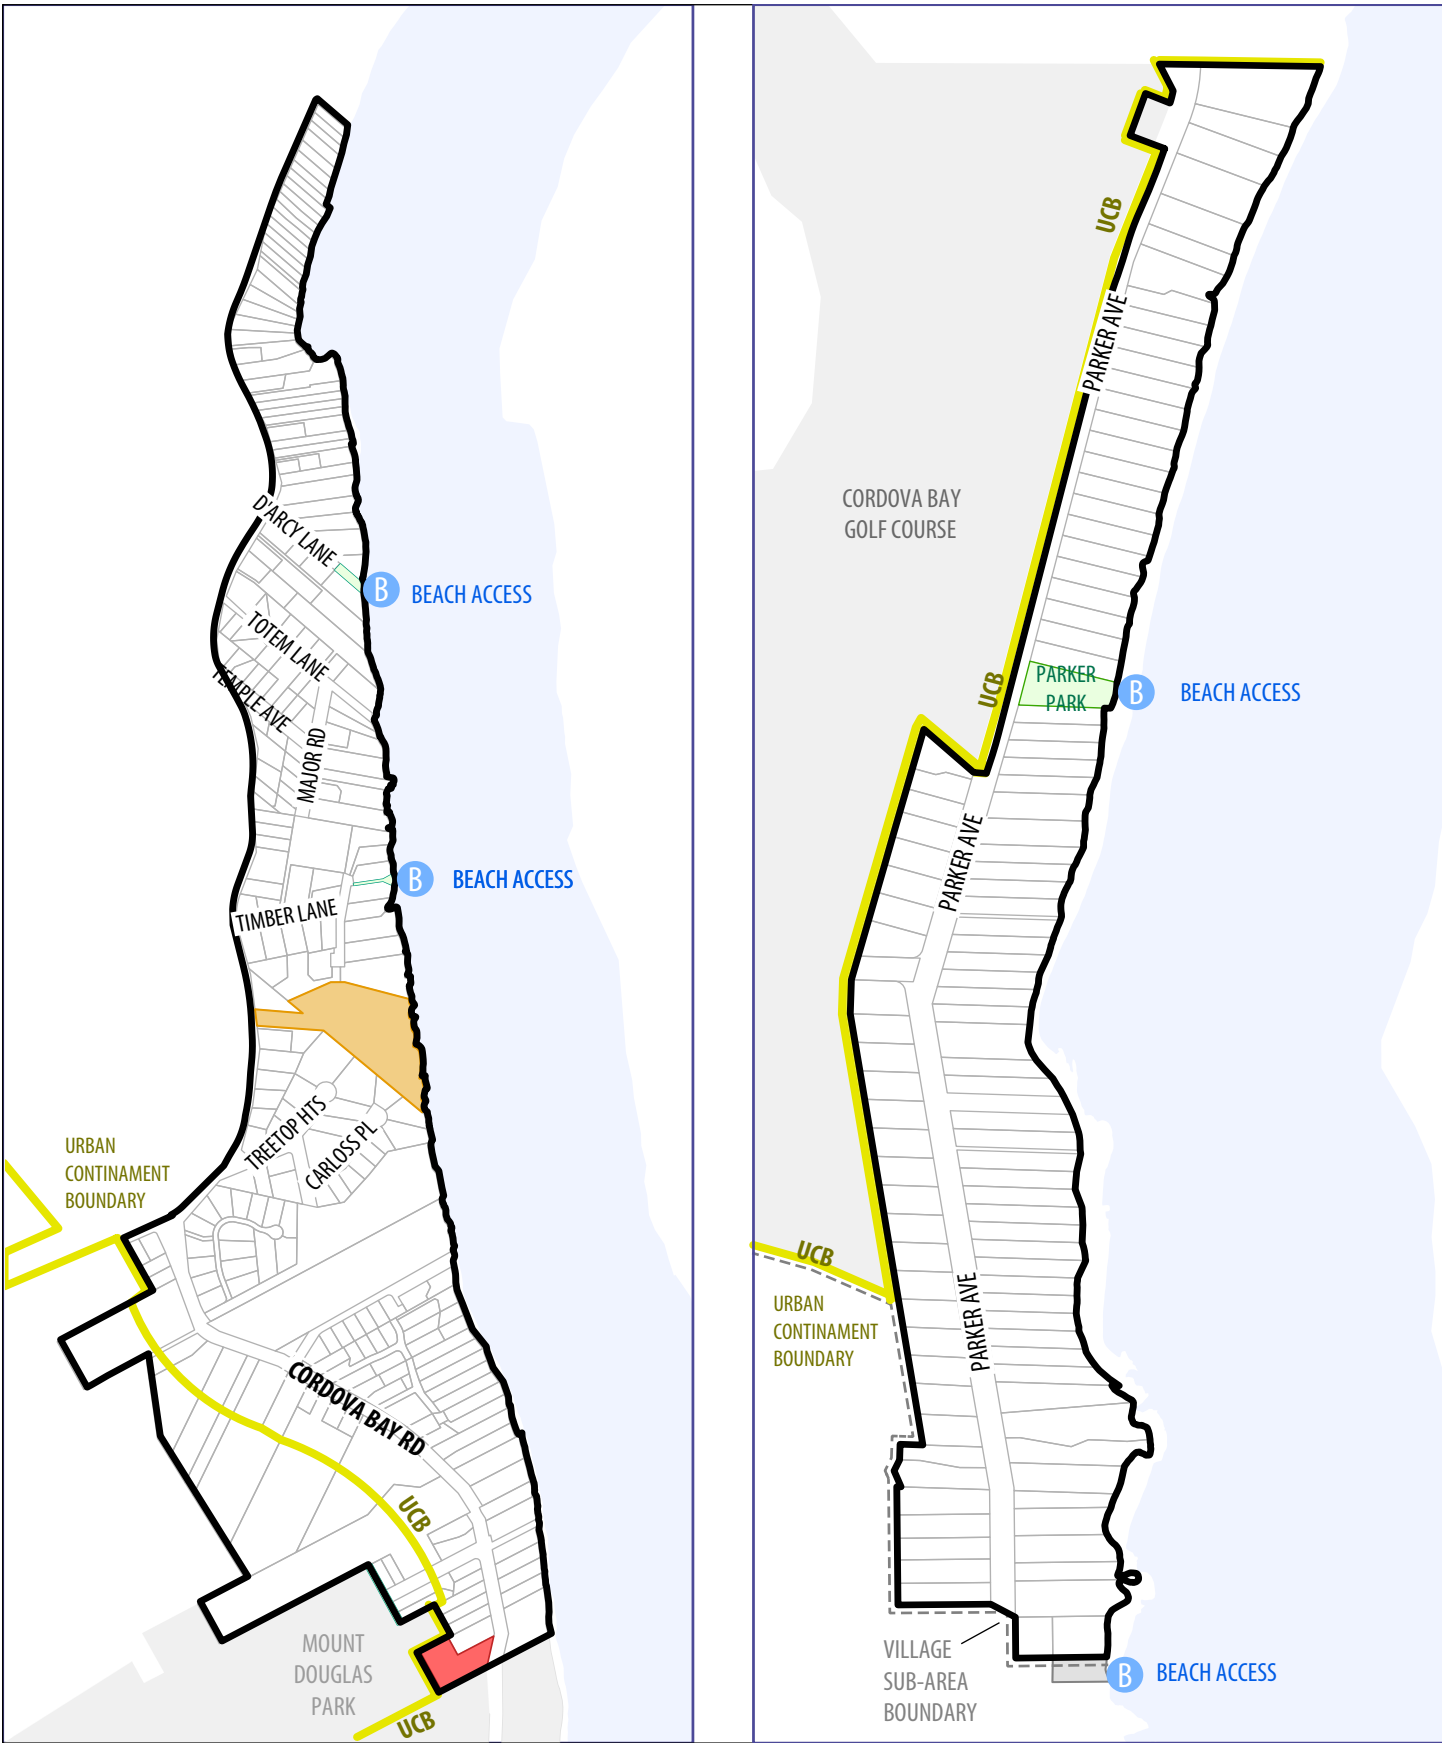 D'ARCY LANE
B
BEACH ACCESS
TOTEM LANE
TEMPLE AVE
MAJOR RD
B
BEACH ACCESS
TIMBER LANE
TREETOP HTS
CARLOSS PL
URBAN
CONTINAMENT
BOUNDARY
CORDOVA BAY RD
UCB
MOUNT
DOUGLAS
PARK
UCB
UCB
PARKER AVE
CORDOVA BAY
GOLF COURSE
UCB
PARKER
PARK
B
BEACH ACCESS
PARKER AVE
UCB
URBAN
CONTINAMENT
BOUNDARY
PARKER AVE
VILLAGE
SUB-AREA
BOUNDARY
B
BEACH ACCESS